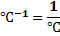 ℃⁻¹ = 1/℃